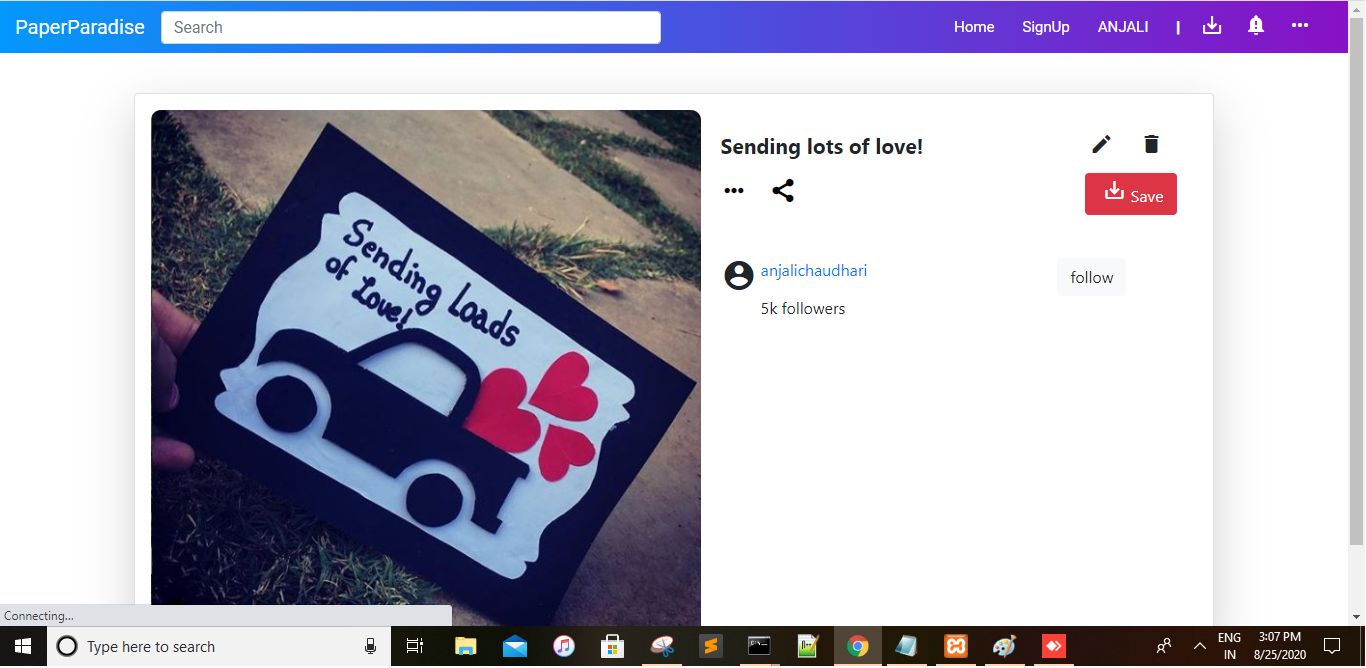 PaperParadise
Search
Home
SignUp
ANJALI
|
Sending lots of love!
Save
anjalichaudhari
follow
5k followers
Sending Loads
of Love!
Connecting...
Type here to search
ENG
IN
3:07 PM
8/25/2020